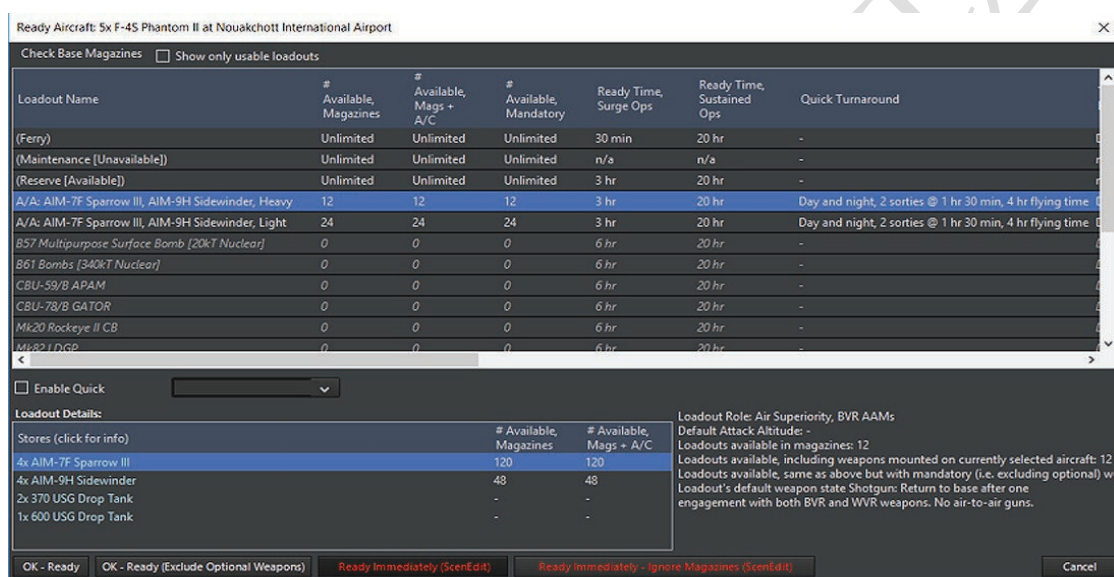 Ready Aircraft: 5x F-4S Phantom II at Nouakchott International Airport
Check Base Magazines Show only usable loadouts
Loadout Name # Available, Magazines # Available, Mags + A/C # Available, Mandatory Ready Time, Surge Ops Ready Time, Sustained Ops Quick Turnaround
(Ferry) Unlimited Unlimited Unlimited 30 min 20 hr -
(Maintenance [Unavailable]) Unlimited Unlimited Unlimited n/a n/a -
(Reserve [Available]) Unlimited Unlimited Unlimited 3 hr 20 hr -
A/A: AIM-7F Sparrow III, AIM-9H Sidewinder, Heavy 12 12 12 3 hr 20 hr Day and night, 2 sorties @ 1 hr 30 min, 4 hr flying time
A/A: AIM-7F Sparrow III, AIM-9H Sidewinder, Light 24 24 24 3 hr 20 hr Day and night, 2 sorties @ 1 hr 30 min, 4 hr flying time
B57 Multipurpose Surface Bomb [20kT Nuclear] 0 0 0 6 hr 20 hr -
B61 Bombs [340kT Nuclear] 0 0 0 6 hr 20 hr -
CBU-59/B APAM 0 0 0 6 hr 20 hr -
CBU-78/B GATOR 0 0 0 6 hr 20 hr -
Mk20 Rockeye II CB 0 0 0 6 hr 20 hr -
Mk82 LDGP 0 0 0 6 hr 20 hr -
Enable Quick
Loadout Details:
Stores (click for info) # Available, Magazines # Available, Mags + A/C
4x AIM-7F Sparrow III 120 120
4x AIM-9H Sidewinder 48 48
2x 370 USG Drop Tank - -
1x 600 USG Drop Tank - -
Loadout Role: Air Superiority, BVR AAMs
Default Attack Altitude: -
Loadouts available in magazines: 12
Loadouts available, including weapons mounted on currently selected aircraft: 12
Loadouts available, same as above but with mandatory (i.e. excluding optional) w
Loadout's default weapon state Shotgun: Return to base after one
engagement with both BVR and WVR weapons. No air-to-air guns.
OK - Ready OK - Ready (Exclude Optional Weapons) Ready Immediately (ScenEdit) Ready Immediately - Ignore Magazines (ScenEdit) Cancel